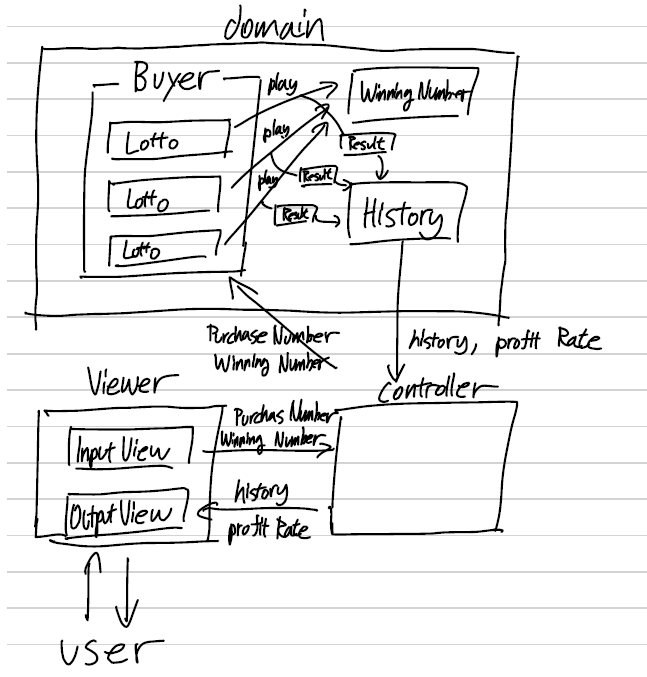 domain
Buyer
play
Winning Number
Lotto
play
Result
Lotto
play
Result
History
Result
Lotto
Purchase Number
Winning Number
history, profit Rate
Viewer
Controller
Purchas Number
Input View
Winning Number
history
Output View
profit Rate
user